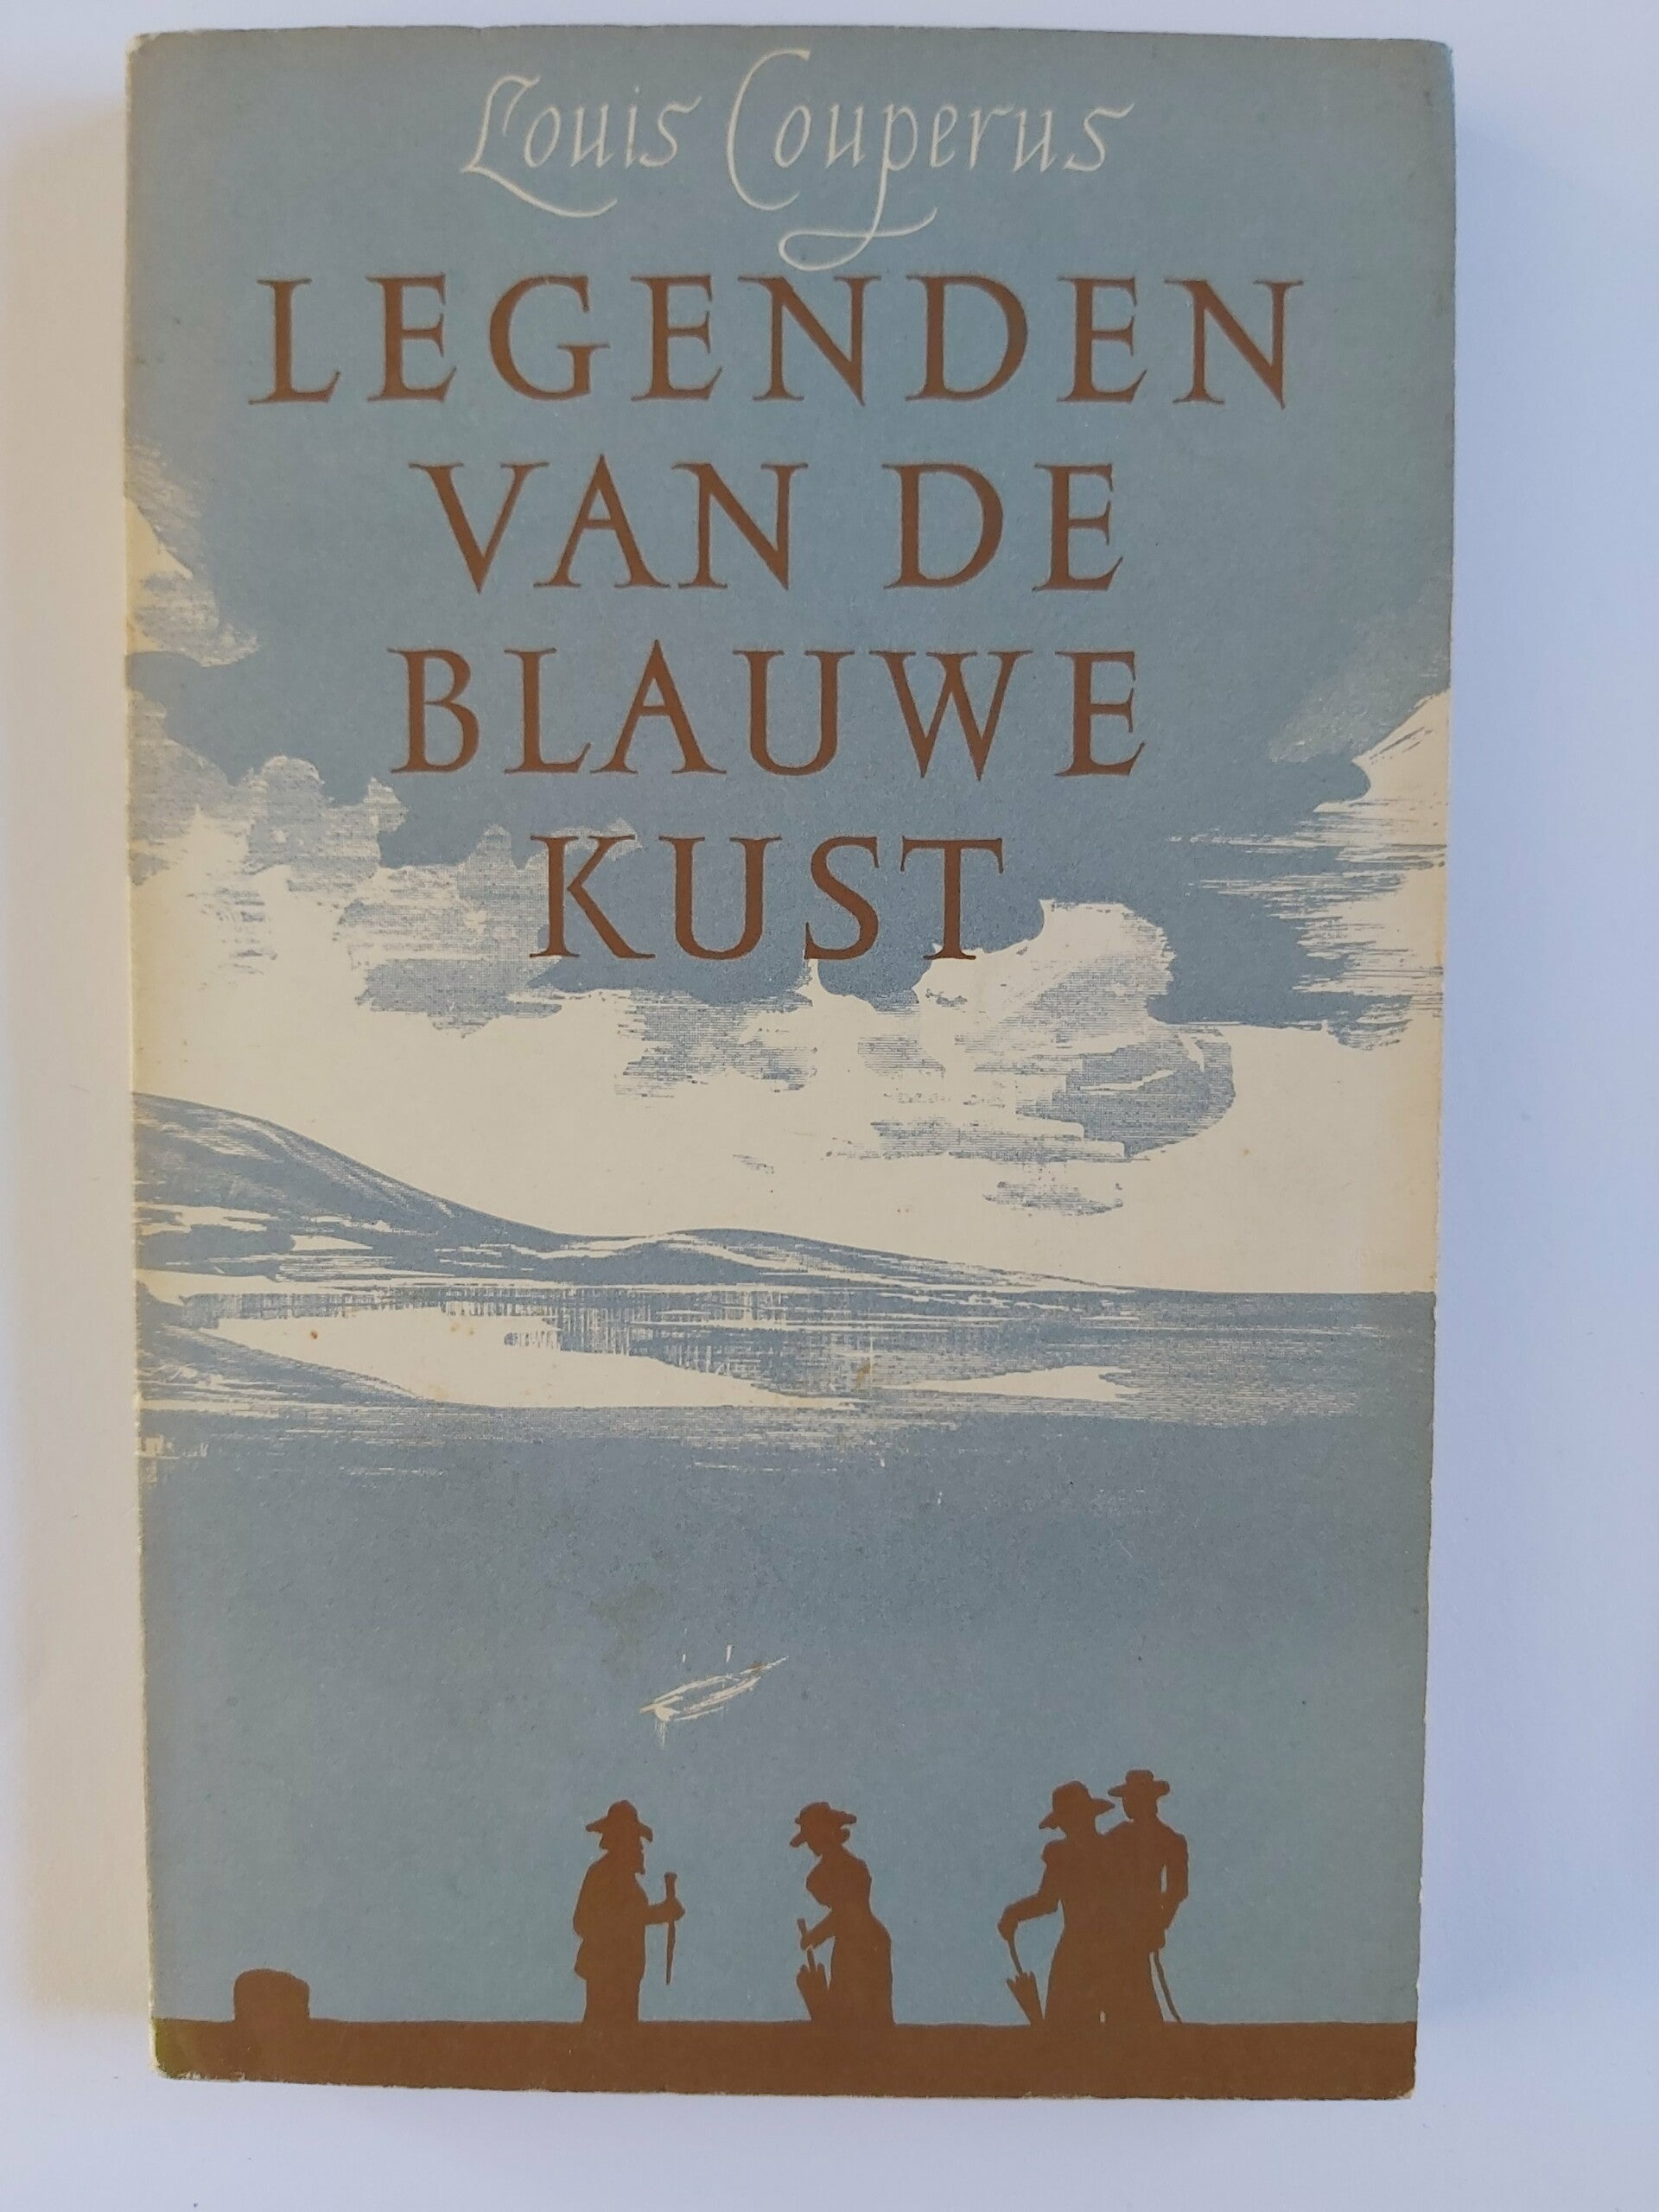 Louis Couperus
LEGENDEN
VAN DE
BLAUWE
KUST